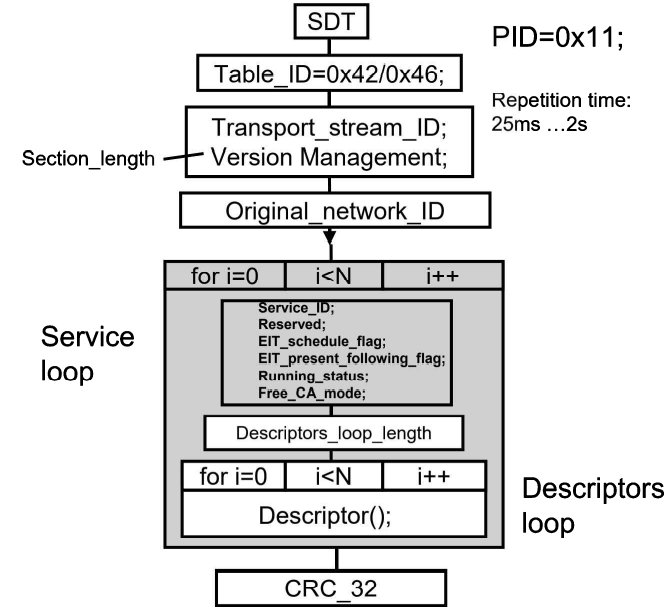 SDT
PID=0x11;
Table_ID=0x42/0x46;
Repetition time:
25ms ...2s
Transport_stream_ID;
Section_length
Version Management;
Original_network_ID
for i=0 i<N i++
Service
loop
Service_ID;
Reserved;
EIT_schedule_flag;
EIT_present_following_flag;
Running_status;
Free_CA_mode;
Descriptors_loop_length
for i=0 i<N i++
Descriptor();
Descriptors
loop
CRC_32